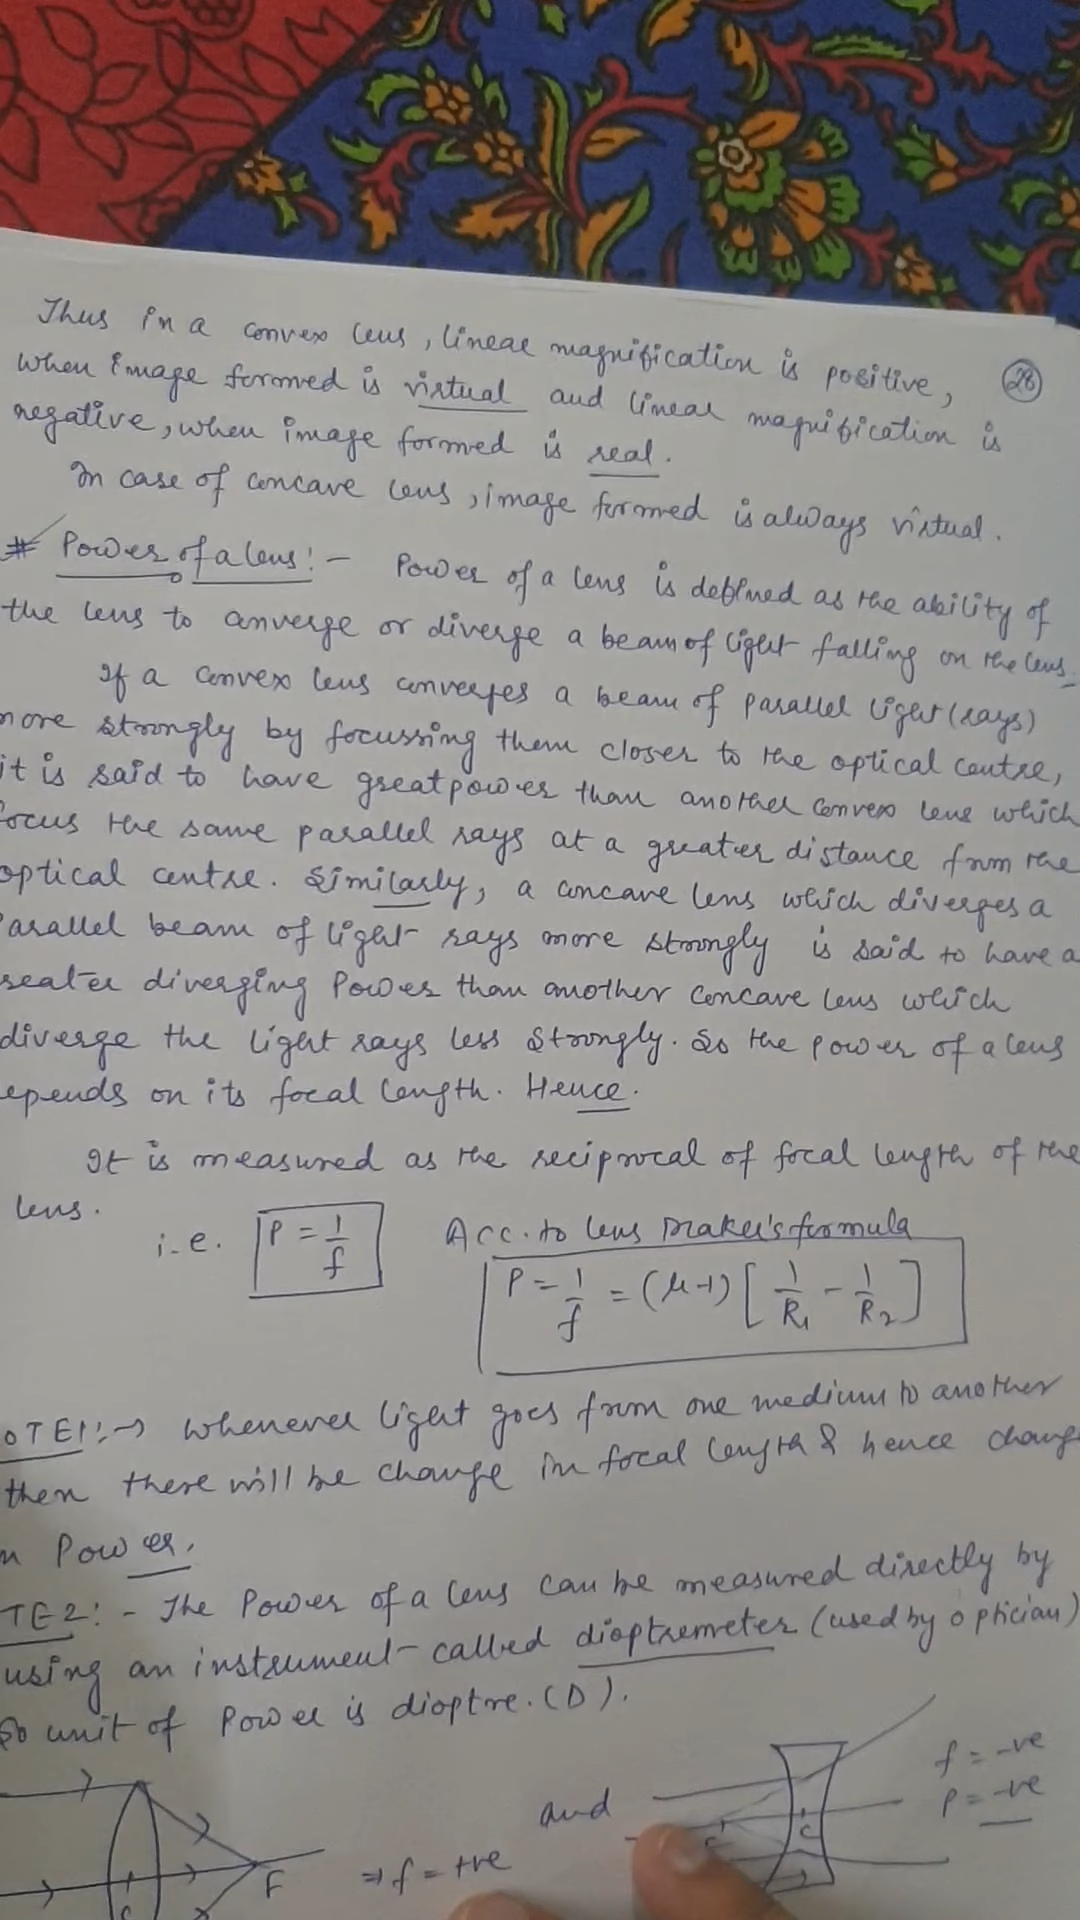 Thus in a convex lens, linear magnification is positive,
28
when image formed is virtual and linear magnification is
negative, when image formed is real.
In case of concave lens, image formed is always virtual.
# Power of a lens! - Power of a lens is defined as the ability of
the lens to converge or diverge a beam of light falling on the lens.
If a convex lens converges a beam of parallel light (rays)
more strongly by focussing them closer to the optical centre,
it is said to have great power than another convex lens which
focus the same parallel rays at a greater distance from the
optical centre. Similarly, a concave lens which diverges a
arallel beam of light rays more strongly is said to have a
reater diverging Power than another concave lens which
diverge the light rays less strongly. So the power of a lens
epends on its focal length. Hence.
It is measured as the reciprocal of focal length of the
lens.
i.e. P = 1/f Acc. to lens maker's formula
P = 1/f = (μ-1) [1/R₁ - 1/R₂]
OTE1:→ Whenever light goes from one medium to another
then there will be change in focal length & hence change
n Power.
TE2: - The Power of a lens can be measured directly by
using an instrument called dioptremeter (used by optician)
So unit of Power is dioptre. (D).
f = -ve
and P = -ve
C
F ⇒ f = +ve
C